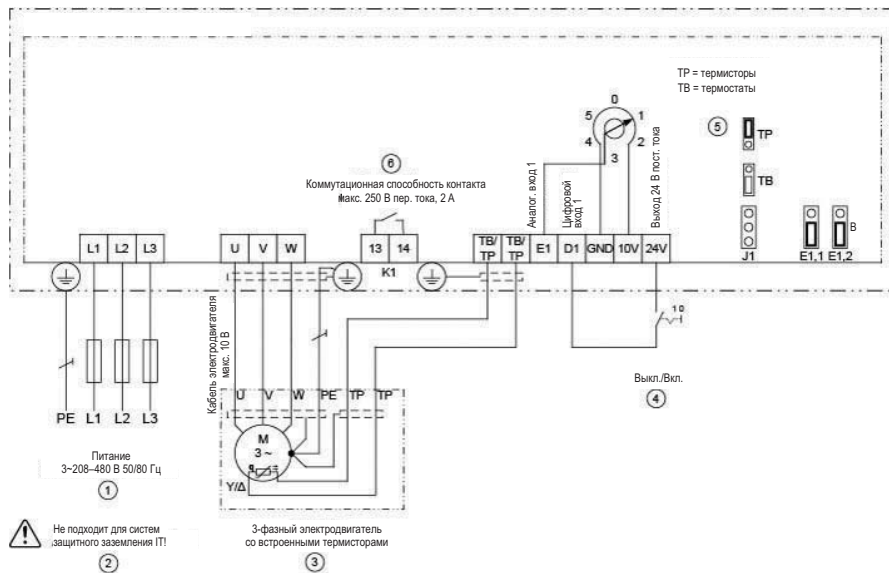 TP = термисторы
TB = термостаты
5
TP
TB
J1
B
E1,1 E1,2
0
5 1
4 2
3
Аналог. вход 1
Цифровой
вход 1
Выход 24 В пост. тока
6
Коммутационная способность контакта
макс. 250 В пер. тока, 2 А
L1 L2 L3
U V W
13 14
K1
TB/
TP
TB/
TP
E1 D1 GND 10V 24V
1 0
Выкл./Вкл.
4
Кабель электродвигателя
макс. 10 В
U V W PE TP TP
M
3 ~
Y/Δ
PE L1 L2 L3
Питание
3~208–480 В 50/80 Гц
1
Не подходит для систем
защитного заземления IT!
2
3-фазный электродвигатель
со встроенными термисторами
3